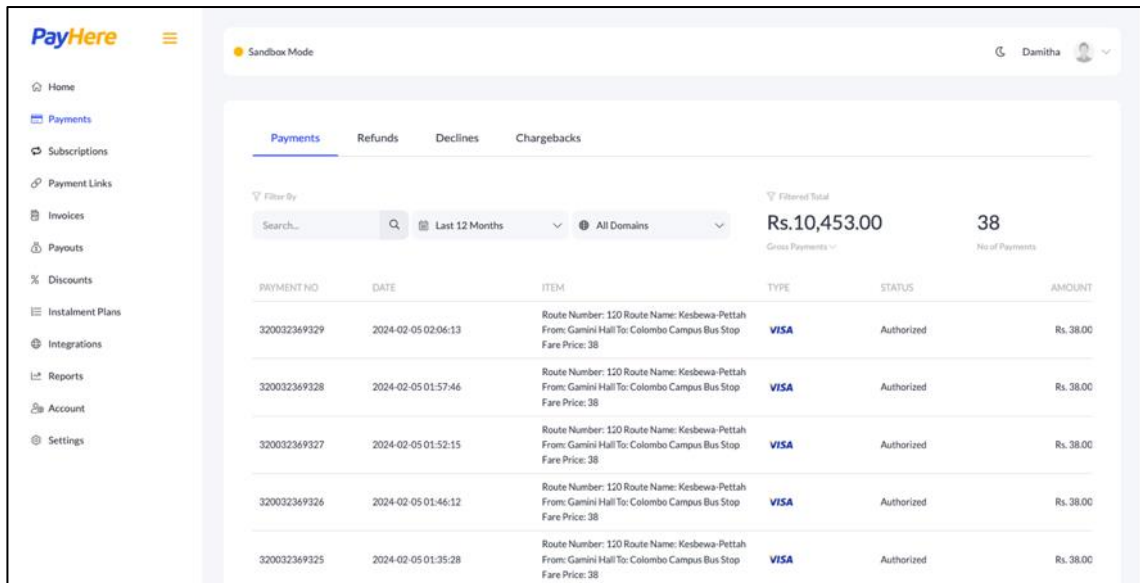 PayHere
Sandbox Mode
Damitha
Home
Payments
Subscriptions
Payment Links
Invoices
Payouts
Discounts
Instalment Plans
Integrations
Reports
Account
Settings
Payments Refunds Declines Chargebacks
Filter By
Search... Last 12 Months All Domains
Filtered Total
Rs.10,453.00 38
Gross Payments No of Payments
PAYMENT NO DATE ITEM TYPE STATUS AMOUNT
Route Number: 120 Route Name: Kesbewa-Pettah
320032369329 2024-02-05 02:06:13 From: Gamini Hall To: Colombo Campus Bus Stop VISA Authorized Rs. 38.00
Fare Price: 38
Route Number: 120 Route Name: Kesbewa-Pettah
320032369328 2024-02-05 01:57:46 From: Gamini Hall To: Colombo Campus Bus Stop VISA Authorized Rs. 38.00
Fare Price: 38
Route Number: 120 Route Name: Kesbewa-Pettah
320032369327 2024-02-05 01:52:15 From: Gamini Hall To: Colombo Campus Bus Stop VISA Authorized Rs. 38.00
Fare Price: 38
Route Number: 120 Route Name: Kesbewa-Pettah
320032369326 2024-02-05 01:46:12 From: Gamini Hall To: Colombo Campus Bus Stop VISA Authorized Rs. 38.00
Fare Price: 38
Route Number: 120 Route Name: Kesbewa-Pettah
320032369325 2024-02-05 01:35:28 From: Gamini Hall To: Colombo Campus Bus Stop VISA Authorized Rs. 38.00
Fare Price: 38